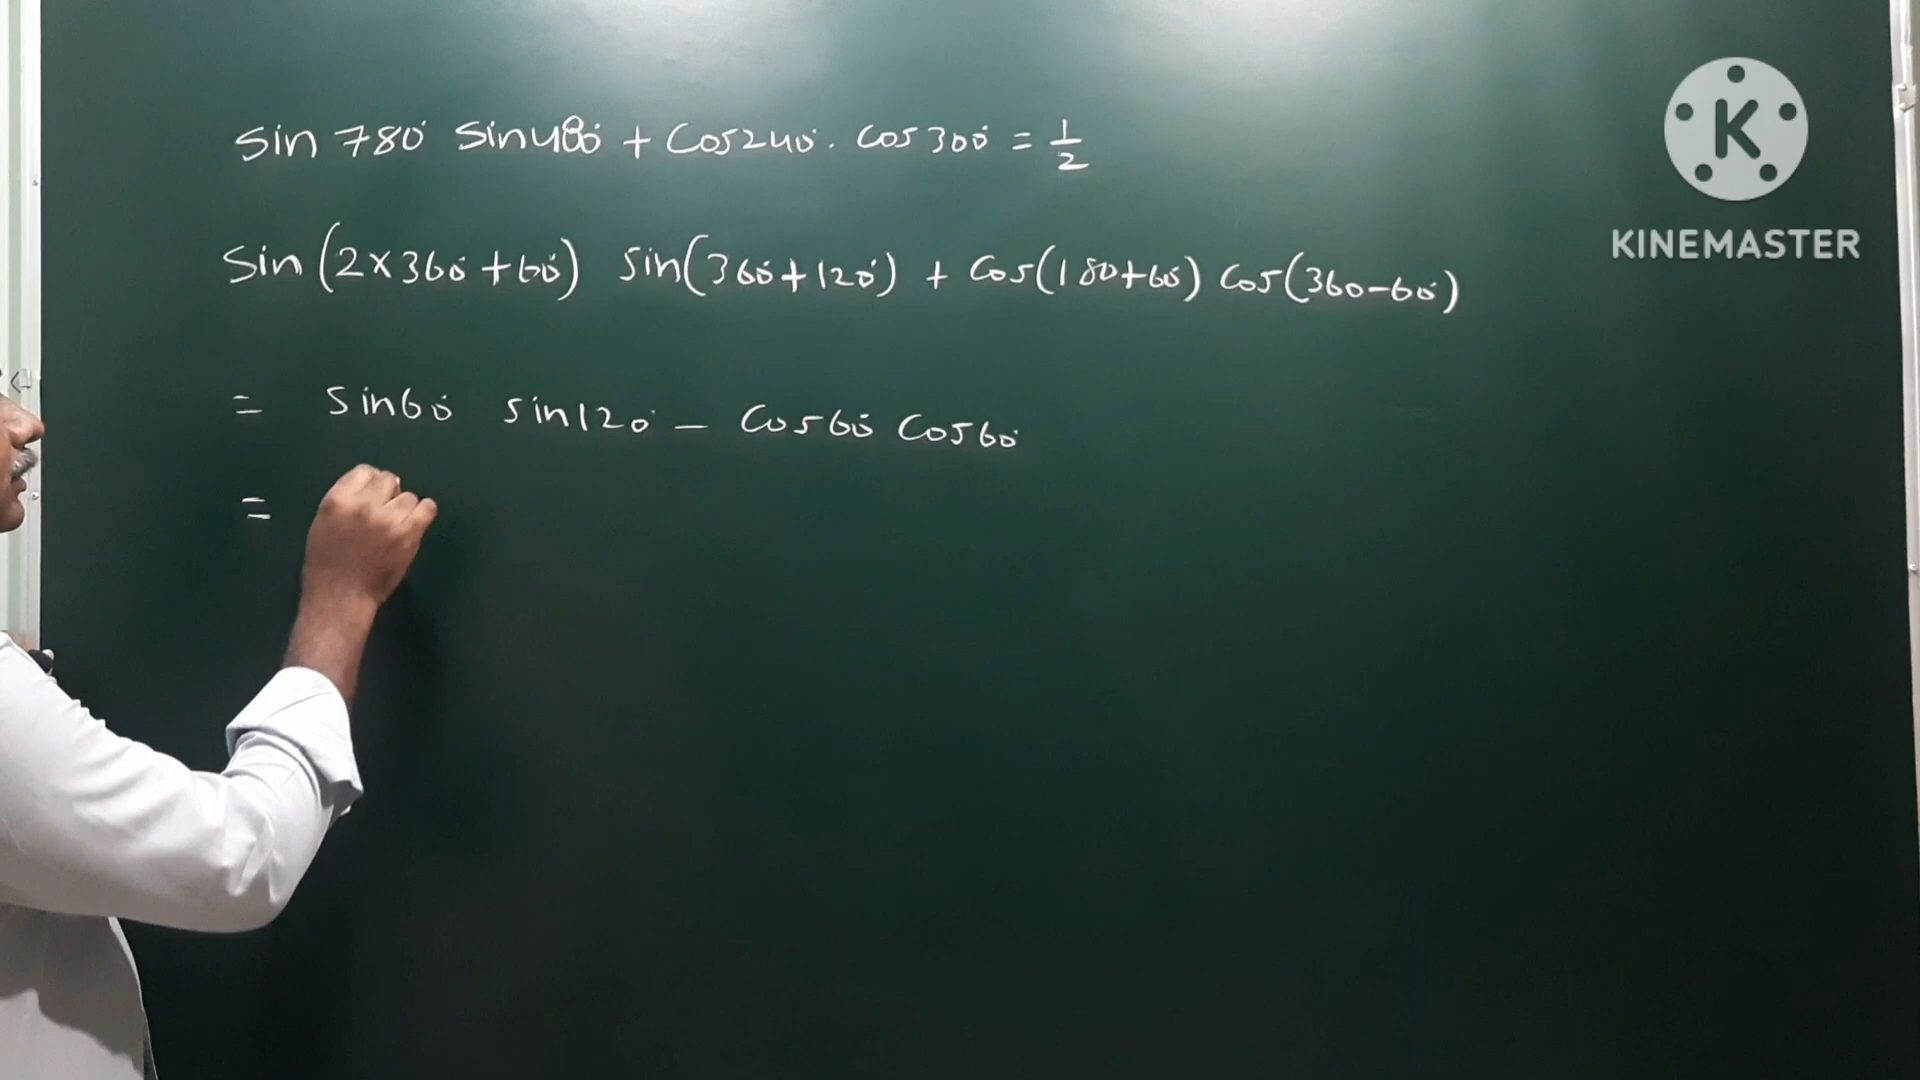 sin 780° sin480° + cos240°. cos 300° = 1/2
sin (2×360°+60°) sin(360°+120°) + cos(180+60°) cos(360-60°)
= sin60° sin120° - cos60° cos60°
=
K
KINEMASTER